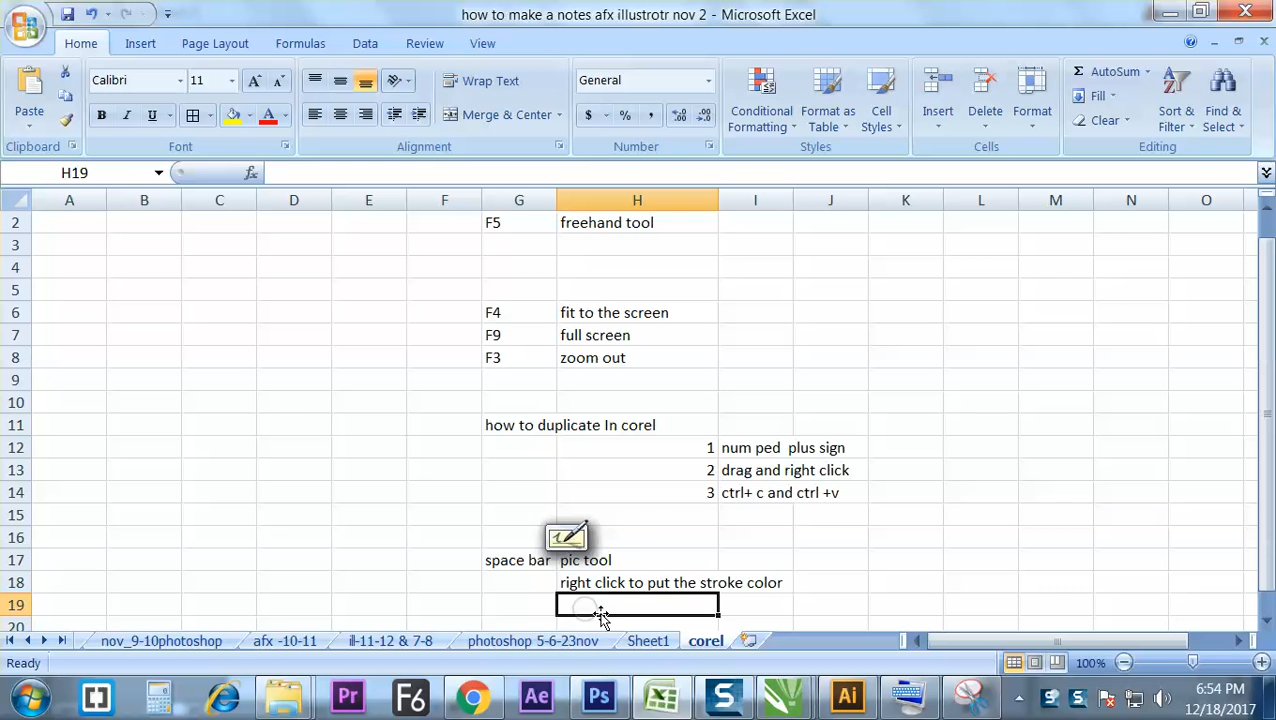 how to make a notes afx illustrotr nov 2 - Microsoft Excel
Home Insert Page Layout Formulas Data Review View
Paste
Clipboard
Calibri 11
B I U
Font
Wrap Text
Merge & Center
Alignment
General
$ % ,
Number
Conditional Formatting
Format as Table
Cell Styles
Styles
Insert Delete Format
Cells
Σ AutoSum
Fill
Clear
Sort & Filter
Find & Select
Editing
H19 fx
A B C D E F G H I J K L M N O
2 F5 freehand tool
3
4
5
6 F4 fit to the screen
7 F9 full screen
8 F3 zoom out
9
10
11 how to duplicate In corel
12 1 num ped plus sign
13 2 drag and right click
14 3 ctrl+ c and ctrl +v
15
16
17 space bar pic tool
18 right click to put the stroke color
19
20
nov_9-10photoshop afx -10-11 ill-11-12 & 7-8 photoshop 5-6-23nov Sheet1 corel
Ready 100%
Pr F6 Ae Ps S Ai S S
6:54 PM
12/18/2017